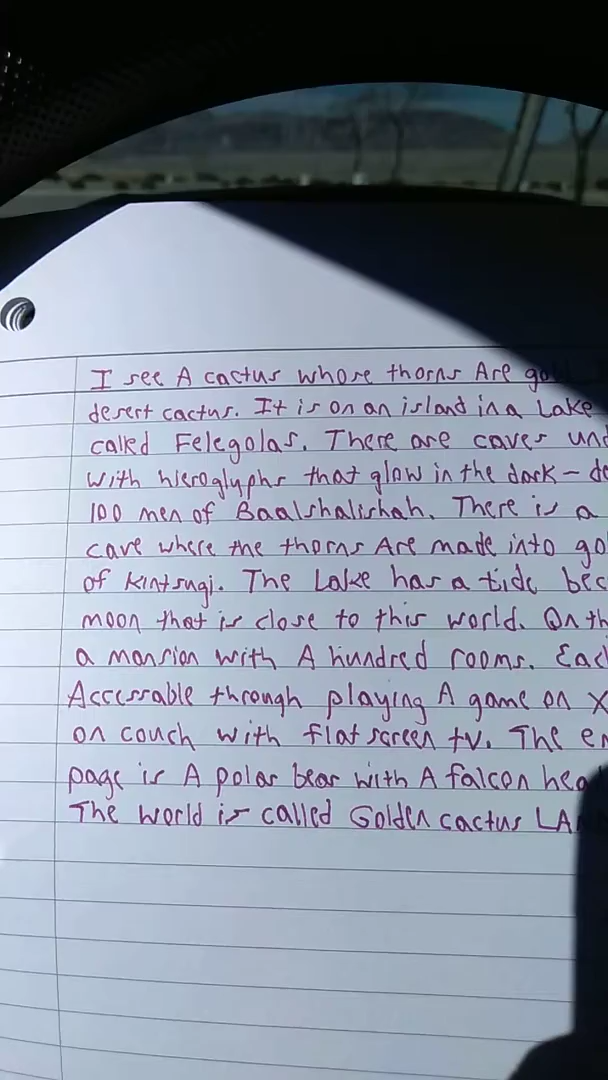 I see A cactus whose thorns Are go
desert cactus. It is on an island in a Lake
called Felegolas. There are caves und
with hieroglyphs that glow in the dark - de
100 men of Baalshalishah. There is a
cave where the thorns Are made into go
of kintsugi. The Lake has a tide bec
moon that is close to this world. On th
a mansion with A hundred rooms. Eac
Accessable through playing A game on X
on couch with flat screen tv. The en
page is A polar bear with A falcon hea
The world is called Golden cactus LA